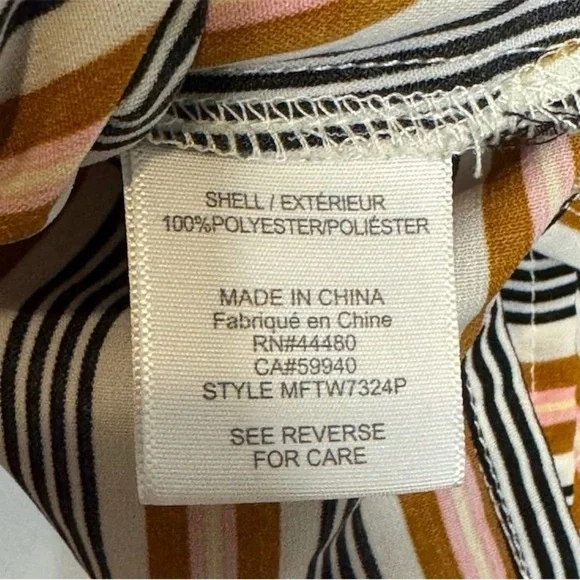 SHELL / EXTÉRIEUR
100%POLYESTER/POLIÉSTER
MADE IN CHINA
Fabriqué en Chine
RN#44480
CA#59940
STYLE MFTW7324P
SEE REVERSE
FOR CARE